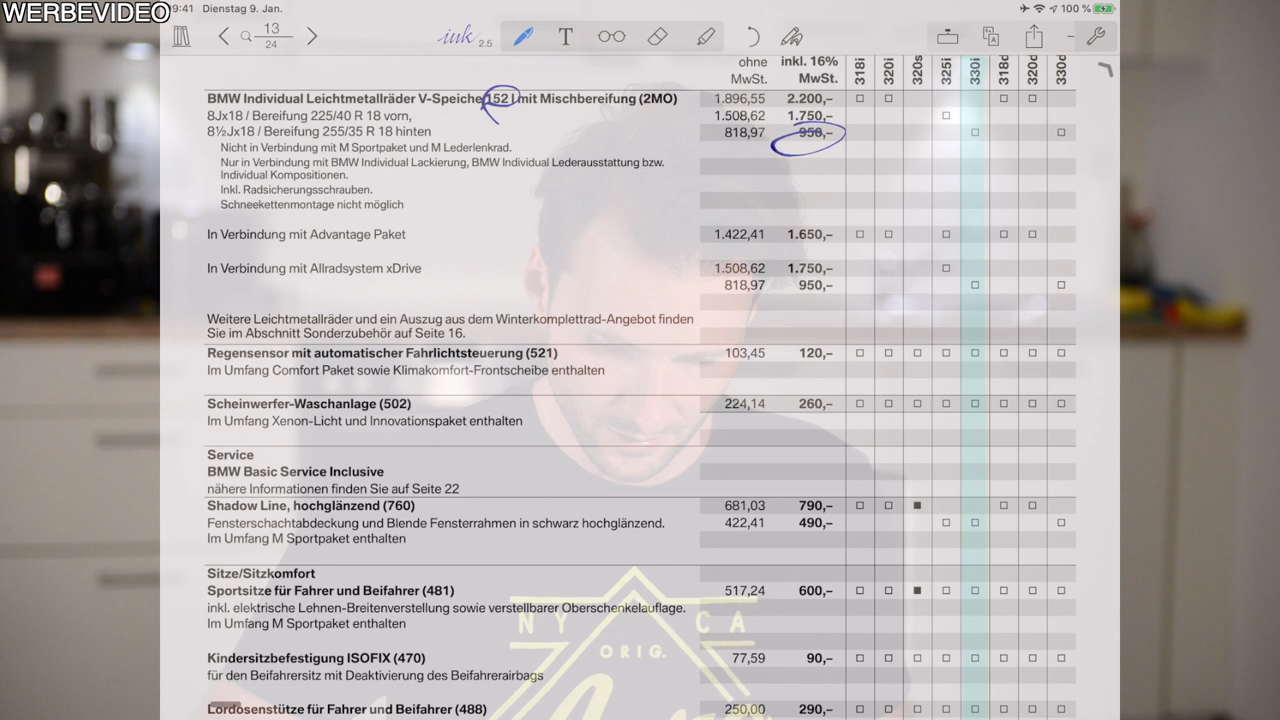 WERBEVIDEO
9:41 Dienstag 9. Jan.
100 %
13
24
ink 2.5
T
ohne MwSt. inkl. 16% MwSt. 318i 320i 320si 325i 330i 318d 320d 330d
BMW Individual Leichtmetallräder V-Speiche 152 I mit Mischbereifung (2MO) 1.896,55 2.200,–
8Jx18 / Bereifung 225/40 R 18 vorn, 1.508,62 1.750,–
8½Jx18 / Bereifung 255/35 R 18 hinten 818,97 950,–
Nicht in Verbindung mit M Sportpaket und M Lederlenkrad.
Nur in Verbindung mit BMW Individual Lackierung, BMW Individual Lederausstattung bzw.
Individual Kompositionen.
Inkl. Radsicherungsschrauben.
Schneekettenmontage nicht möglich
In Verbindung mit Advantage Paket 1.422,41 1.650,–
In Verbindung mit Allradsystem xDrive 1.508,62 1.750,–
818,97 950,–
Weitere Leichtmetallräder und ein Auszug aus dem Winterkomplettrad-Angebot finden
Sie im Abschnitt Sonderzubehör auf Seite 16.
Regensensor mit automatischer Fahrlichtsteuerung (521) 103,45 120,–
Im Umfang Comfort Paket sowie Klimakomfort-Frontscheibe enthalten
Scheinwerfer-Waschanlage (502) 224,14 260,–
Im Umfang Xenon-Licht und Innovationspaket enthalten
Service
BMW Basic Service Inclusive
nähere Informationen finden Sie auf Seite 22
Shadow Line, hochglänzend (760) 681,03 790,–
Fensterschachtabdeckung und Blende Fensterrahmen in schwarz hochglänzend. 422,41 490,–
Im Umfang M Sportpaket enthalten
Sitze/Sitzkomfort
Sportsitze für Fahrer und Beifahrer (481) 517,24 600,–
inkl. elektrische Lehnen-Breitenverstellung sowie verstellbarer Oberschenkelauflage.
Im Umfang M Sportpaket enthalten
NY CA
ORIG.
Kindersitzbefestigung ISOFIX (470) 77,59 90,–
für den Beifahrersitz mit Deaktivierung des Beifahrerairbags
Lordosenstütze für Fahrer und Beifahrer (488) 250,00 290,–